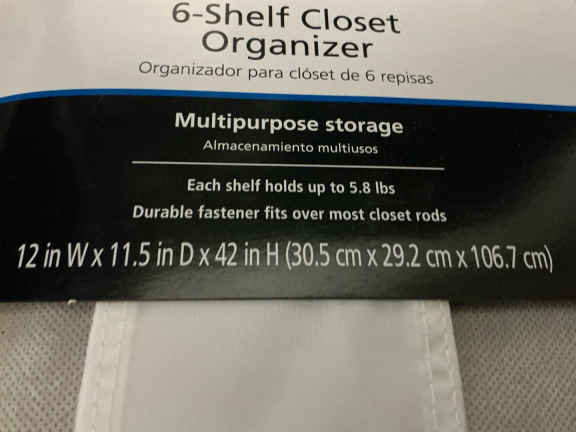 6-Shelf Closet
Organizer
Organizador para clóset de 6 repisas
Multipurpose storage
Almacenamiento multiusos
Each shelf holds up to 5.8 lbs
Durable fastener fits over most closet rods
12 in W x 11.5 in D x 42 in H (30.5 cm x 29.2 cm x 106.7 cm)